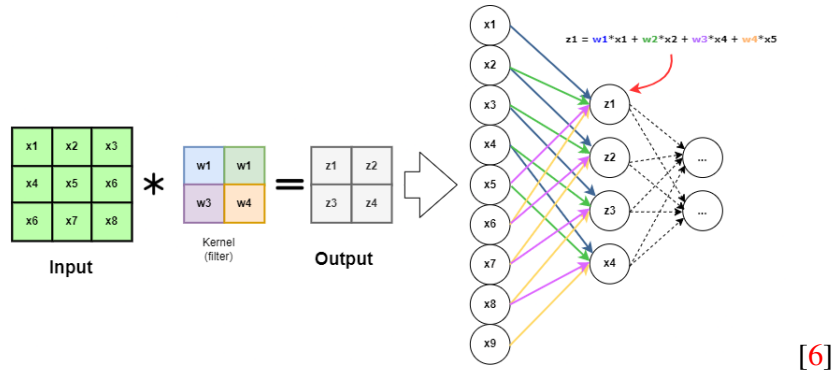 x1 x2 x3
x4 x5 x6
x6 x7 x8
Input
*
w1 w1
w3 w4
Kernel
(filter)
=
z1 z2
z3 z4
Output
x1
x2
x3
x4
x5
x6
x7
x8
x9
z1 = w1*x1 + w2*x2 + w3*x4 + w4*x5
z1
z2
z3
x4
...
...
[6]